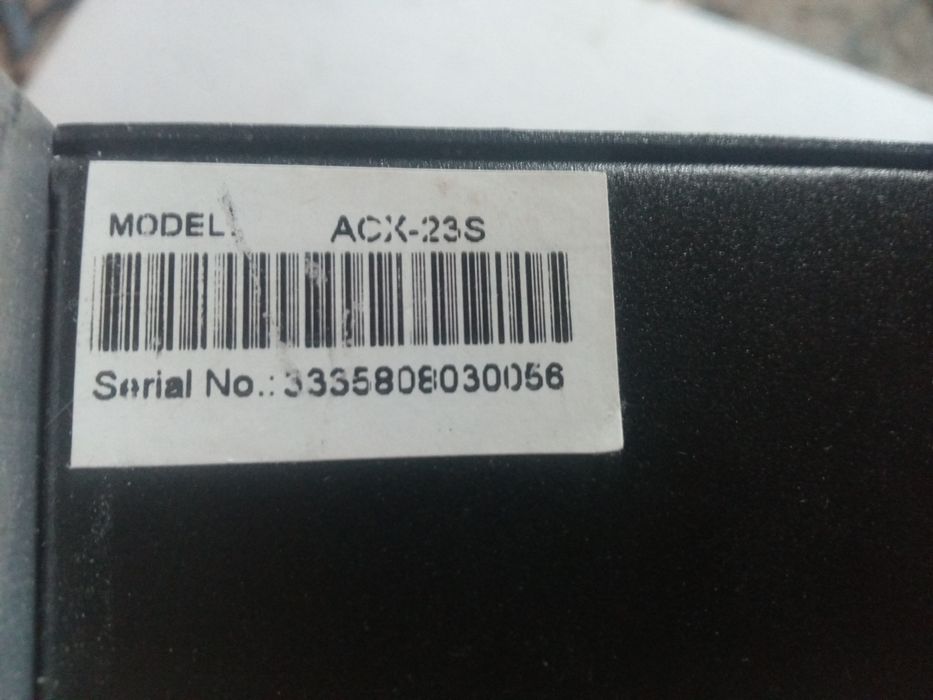 MODEL: ACX-23S
Serial No.: 3335808030056